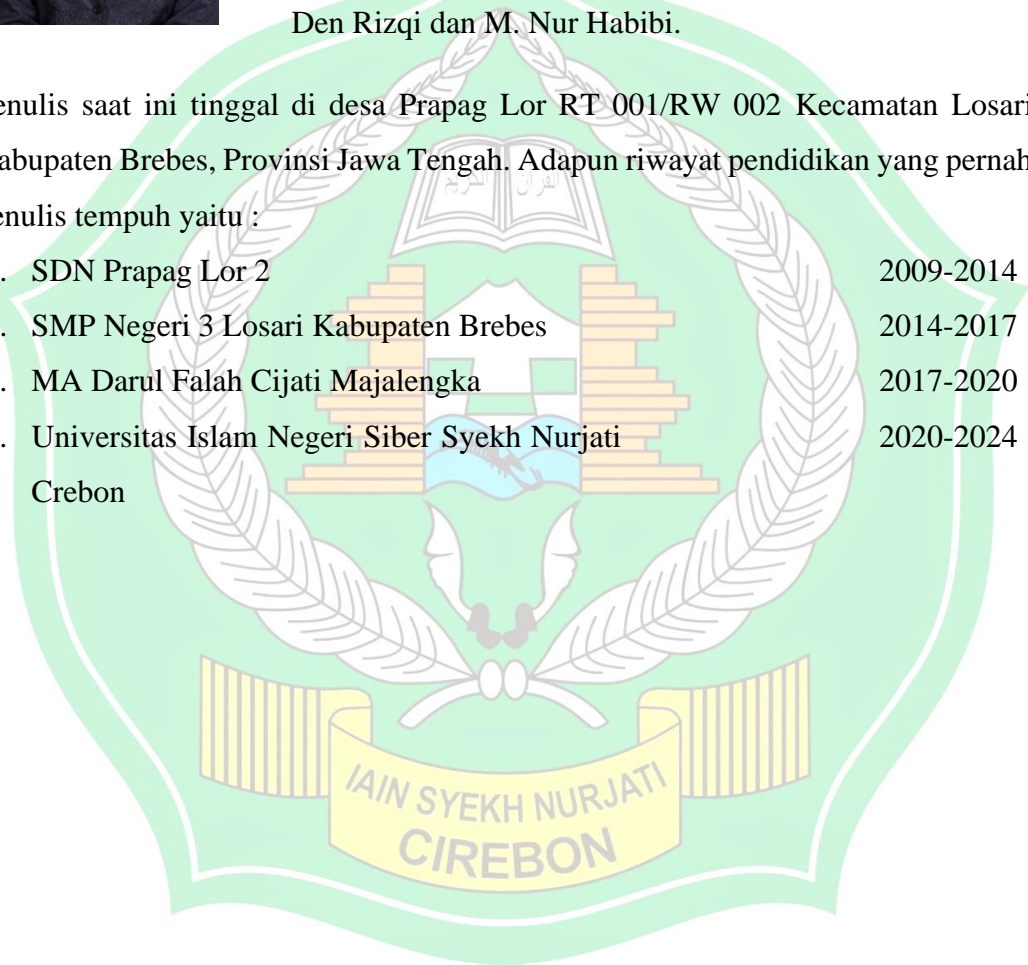 Den Rizqi dan M. Nur Habibi.
enulis saat ini tinggal di desa Prapag Lor RT 001/RW 002 Kecamatan Losari
abupaten Brebes, Provinsi Jawa Tengah. Adapun riwayat pendidikan yang pernah
enulis tempuh yaitu :
. SDN Prapag Lor 2 2009-2014
. SMP Negeri 3 Losari Kabupaten Brebes 2014-2017
. MA Darul Falah Cijati Majalengka 2017-2020
. Universitas Islam Negeri Siber Syekh Nurjati 2020-2024
Crebon
IAIN SYEKH NURJATI
CIREBON